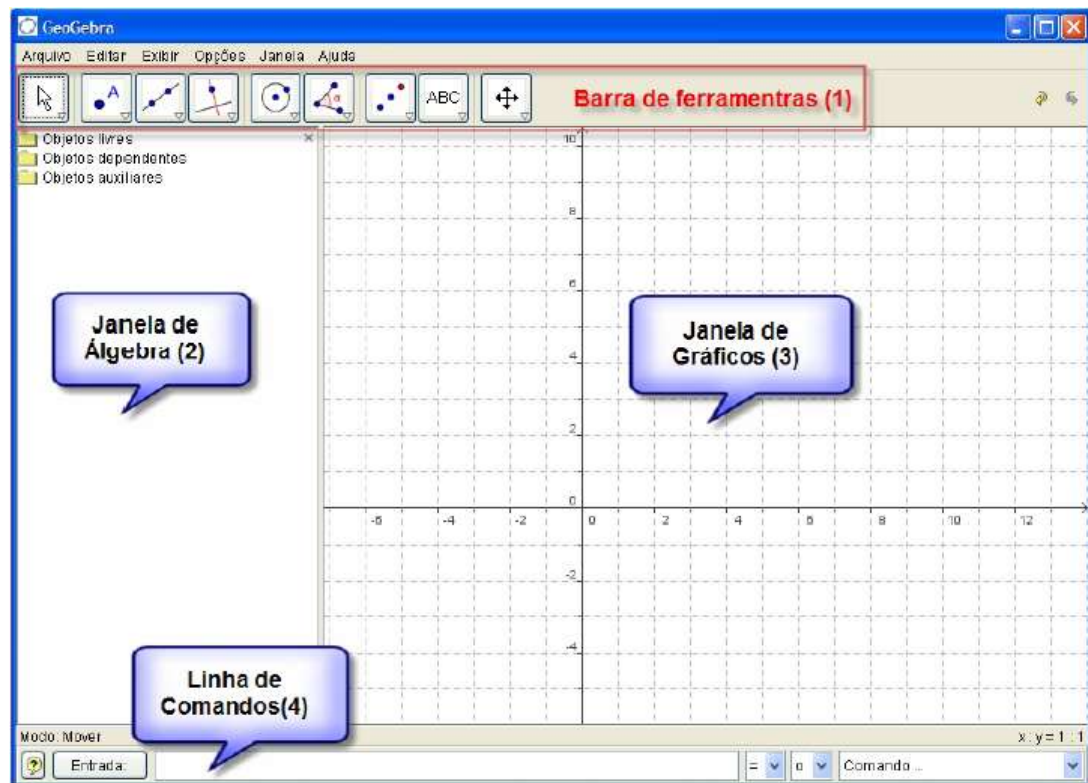 GeoGebra
Arquivo Editar Exibir Opções Janela Ajuda
A
α
ABC
Barra de ferramentras (1)
Objetos livres
Objetos dependentes
Objetos auxiliares
10
8
6
4
2
0
-6 -4 -2 0 2 4 6 8 10 12
-2
-4
Janela de
Álgebra (2)
Janela de
Gráficos (3)
Linha de
Comandos(4)
Modo: Mover
x : y = 1 : 1
Entrada:
= α Comando ...